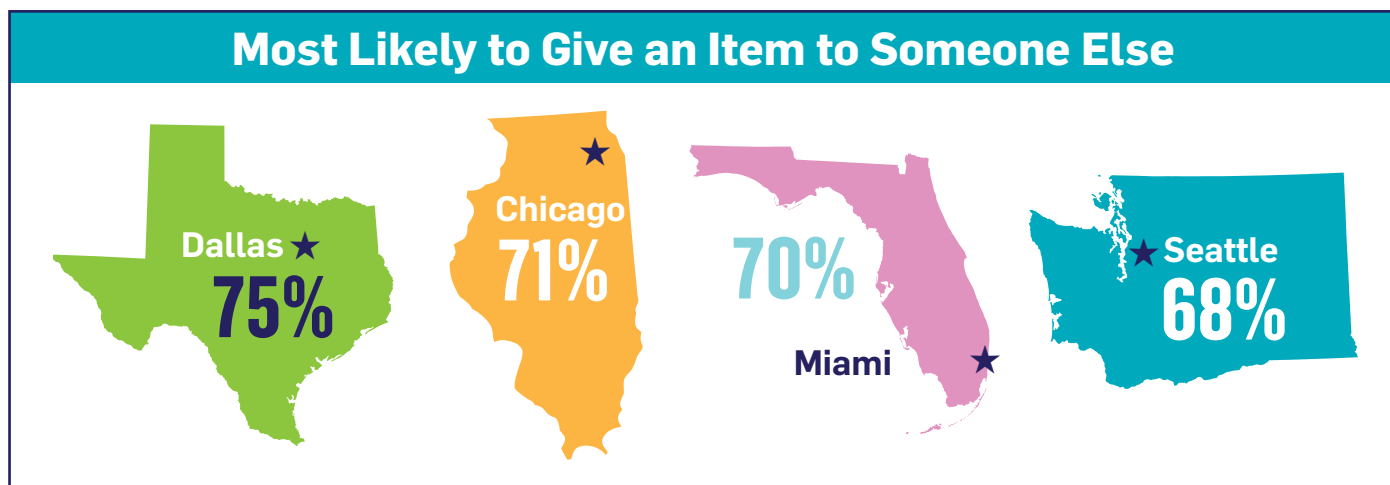 Most Likely to Give an Item to Someone Else
Dallas
75%
Chicago
71%
70%
Miami
Seattle
68%